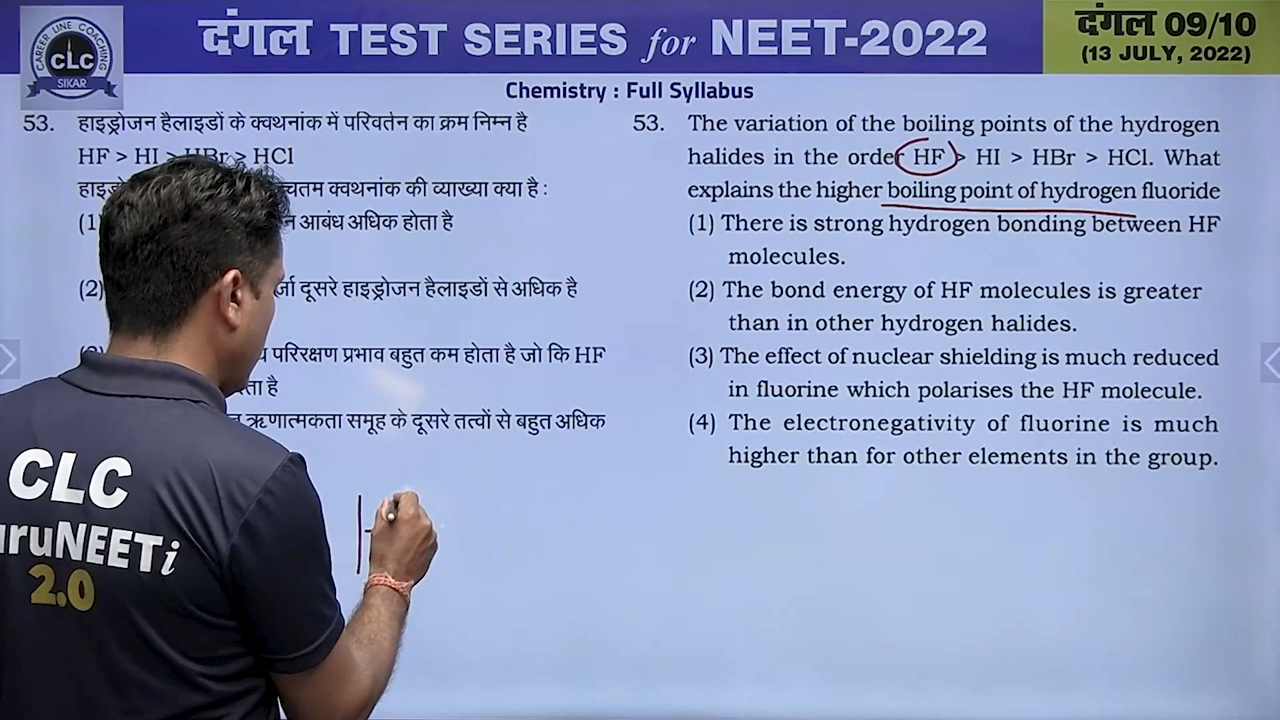 CAREER LINE COACHING
CLC
SIKAR
दंगल TEST SERIES for NEET-2022
दंगल 09/10
(13 JULY, 2022)
Chemistry : Full Syllabus
53. हाइड्रोजन हैलाइडों के क्वथनांक में परिवर्तन का क्रम निम्न है
HF > HI > HBr > HCl
उच्चतम क्वथनांक की व्याख्या क्या है :
(1) आबंध अधिक होता है
(2) दूसरे हाइड्रोजन हैलाइडों से अधिक है
परिरक्षण प्रभाव बहुत कम होता है जो कि HF
है
ऋणात्मकता समूह के दूसरे तत्वों से बहुत अधिक
53. The variation of the boiling points of the hydrogen
halides in the order HF > HI > HBr > HCl. What
explains the higher boiling point of hydrogen fluoride
(1) There is strong hydrogen bonding between HF
molecules.
(2) The bond energy of HF molecules is greater
than in other hydrogen halides.
(3) The effect of nuclear shielding is much reduced
in fluorine which polarises the HF molecule.
(4) The electronegativity of fluorine is much
higher than for other elements in the group.
CLC
NEETi
2.0